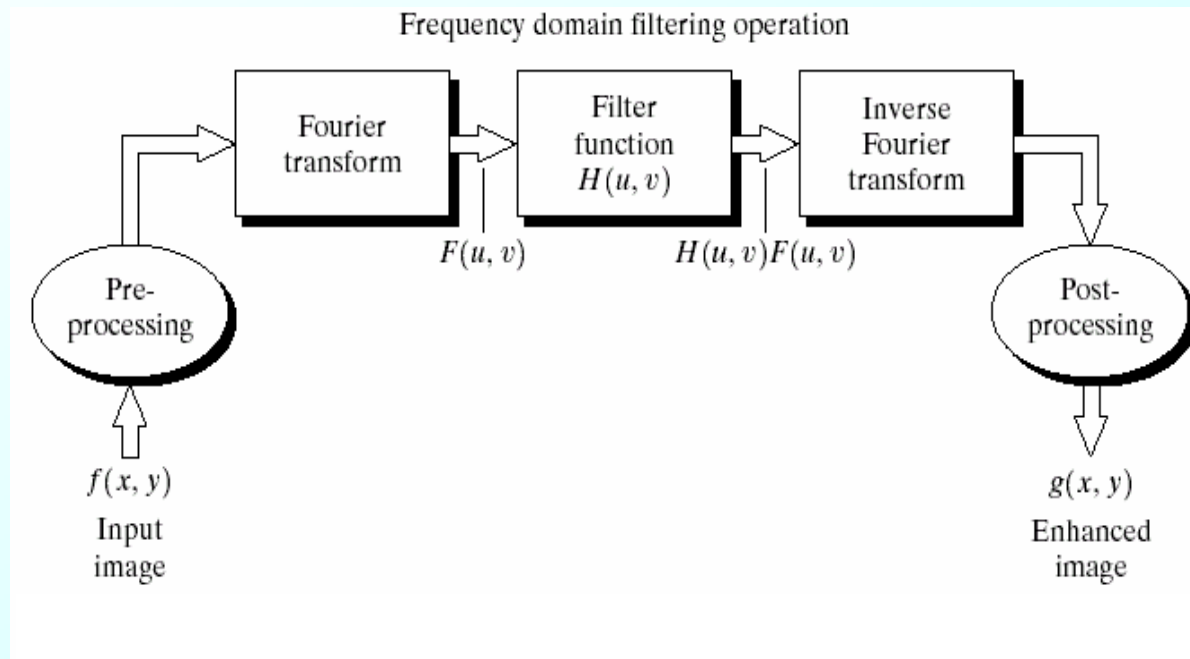 Frequency domain filtering operation
Fourier
transform
Filter
function
H(u, v)
Inverse
Fourier
transform
F(u, v)
H(u, v)F(u, v)
Pre-
processing
Post-
processing
f(x, y)
Input
image
g(x, y)
Enhanced
image